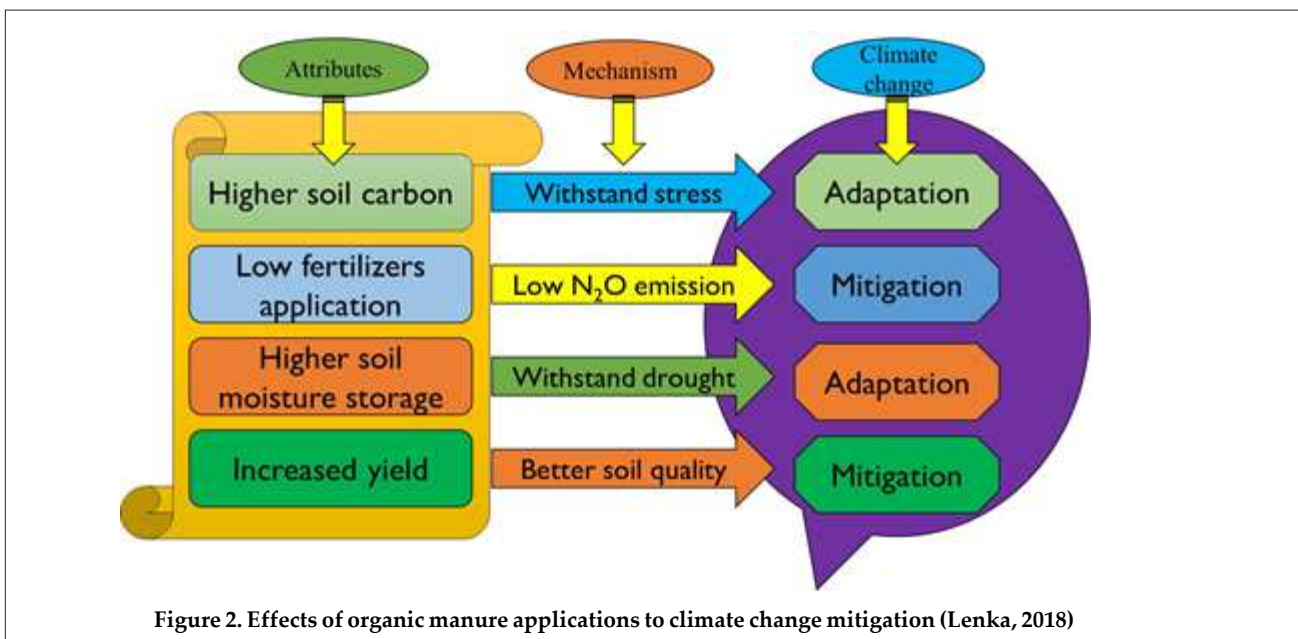 Attributes
Mechanism
Climate
change
Higher soil carbon
Withstand stress
Adaptation
Low fertilizers
application
Low N₂O emission
Mitigation
Higher soil
moisture storage
Withstand drought
Adaptation
Increased yield
Better soil quality
Mitigation
Figure 2. Effects of organic manure applications to climate change mitigation (Lenka, 2018)